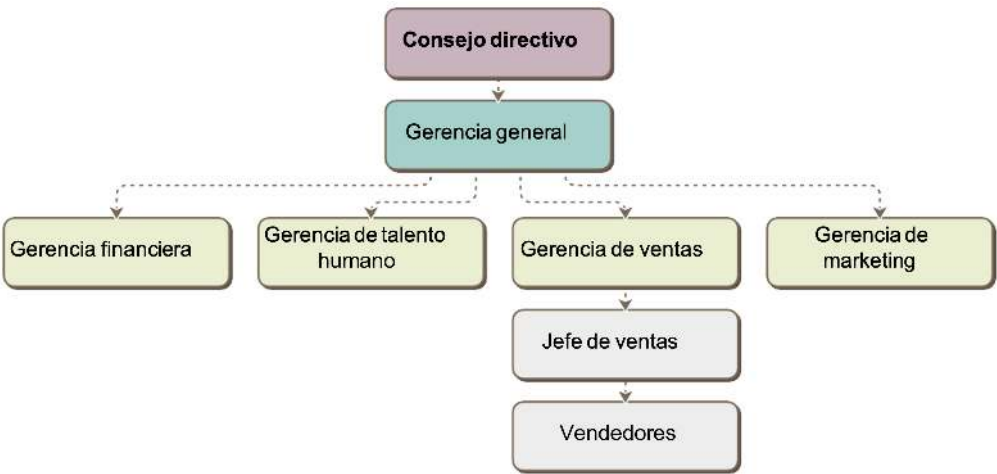 Consejo directivo
Gerencia general
Gerencia financiera
Gerencia de talento
humano
Gerencia de ventas
Gerencia de
marketing
Jefe de ventas
Vendedores